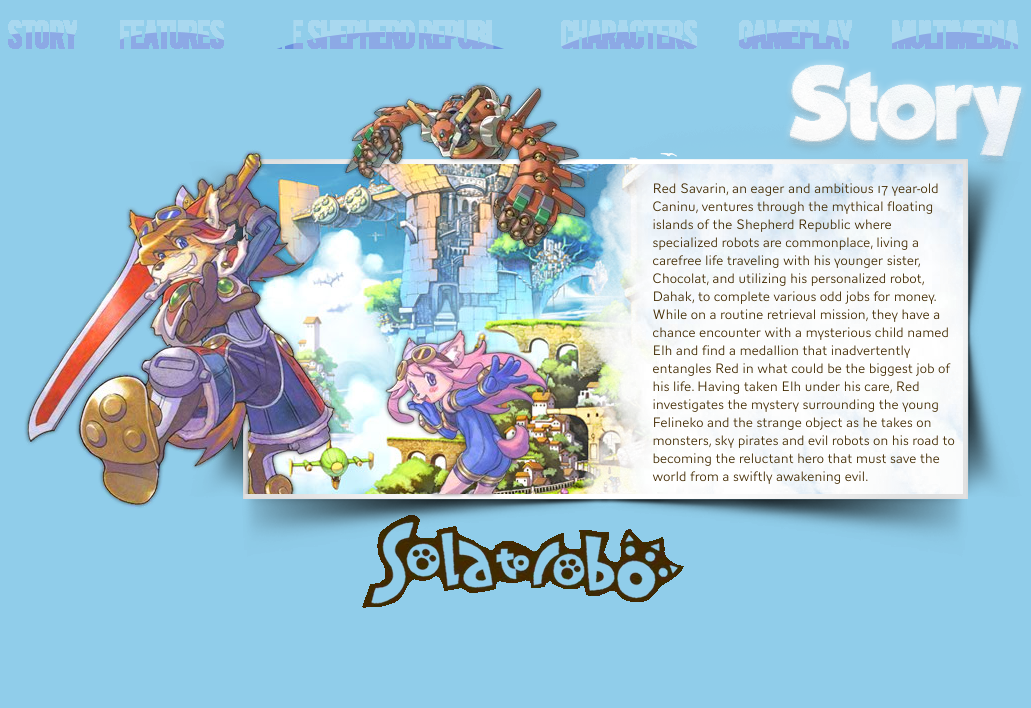 STORY FEATURES E SHEPHERD REPUBL CHARACTERS GAMEPLAY MULTIMEDIA
Story
Red Savarin, an eager and ambitious 17 year-old
Caninu, ventures through the mythical floating
islands of the Shepherd Republic where
specialized robots are commonplace, living a
carefree life traveling with his younger sister,
Chocolat, and utilizing his personalized robot,
Dahak, to complete various odd jobs for money.
While on a routine retrieval mission, they have a
chance encounter with a mysterious child named
Elh and find a medallion that inadvertently
entangles Red in what could be the biggest job of
his life. Having taken Elh under his care, Red
investigates the mystery surrounding the young
Felineko and the strange object as he takes on
monsters, sky pirates and evil robots on his road to
becoming the reluctant hero that must save the
world from a swiftly awakening evil.
Solatorobo